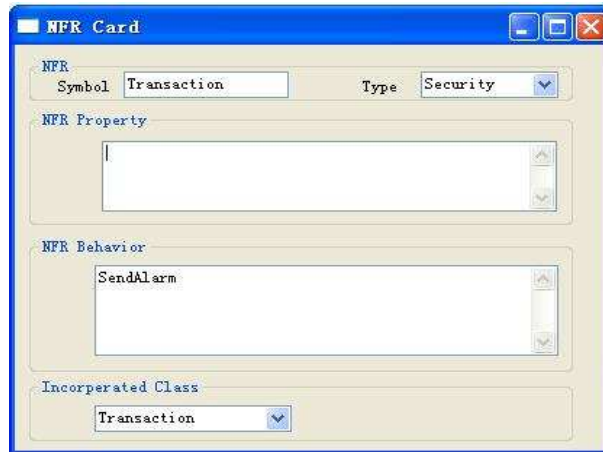 NFR Card
NFR
Symbol Transaction Type Security
NFR Property
NFR Behavior
SendAlarm
Incorperated Class
Transaction